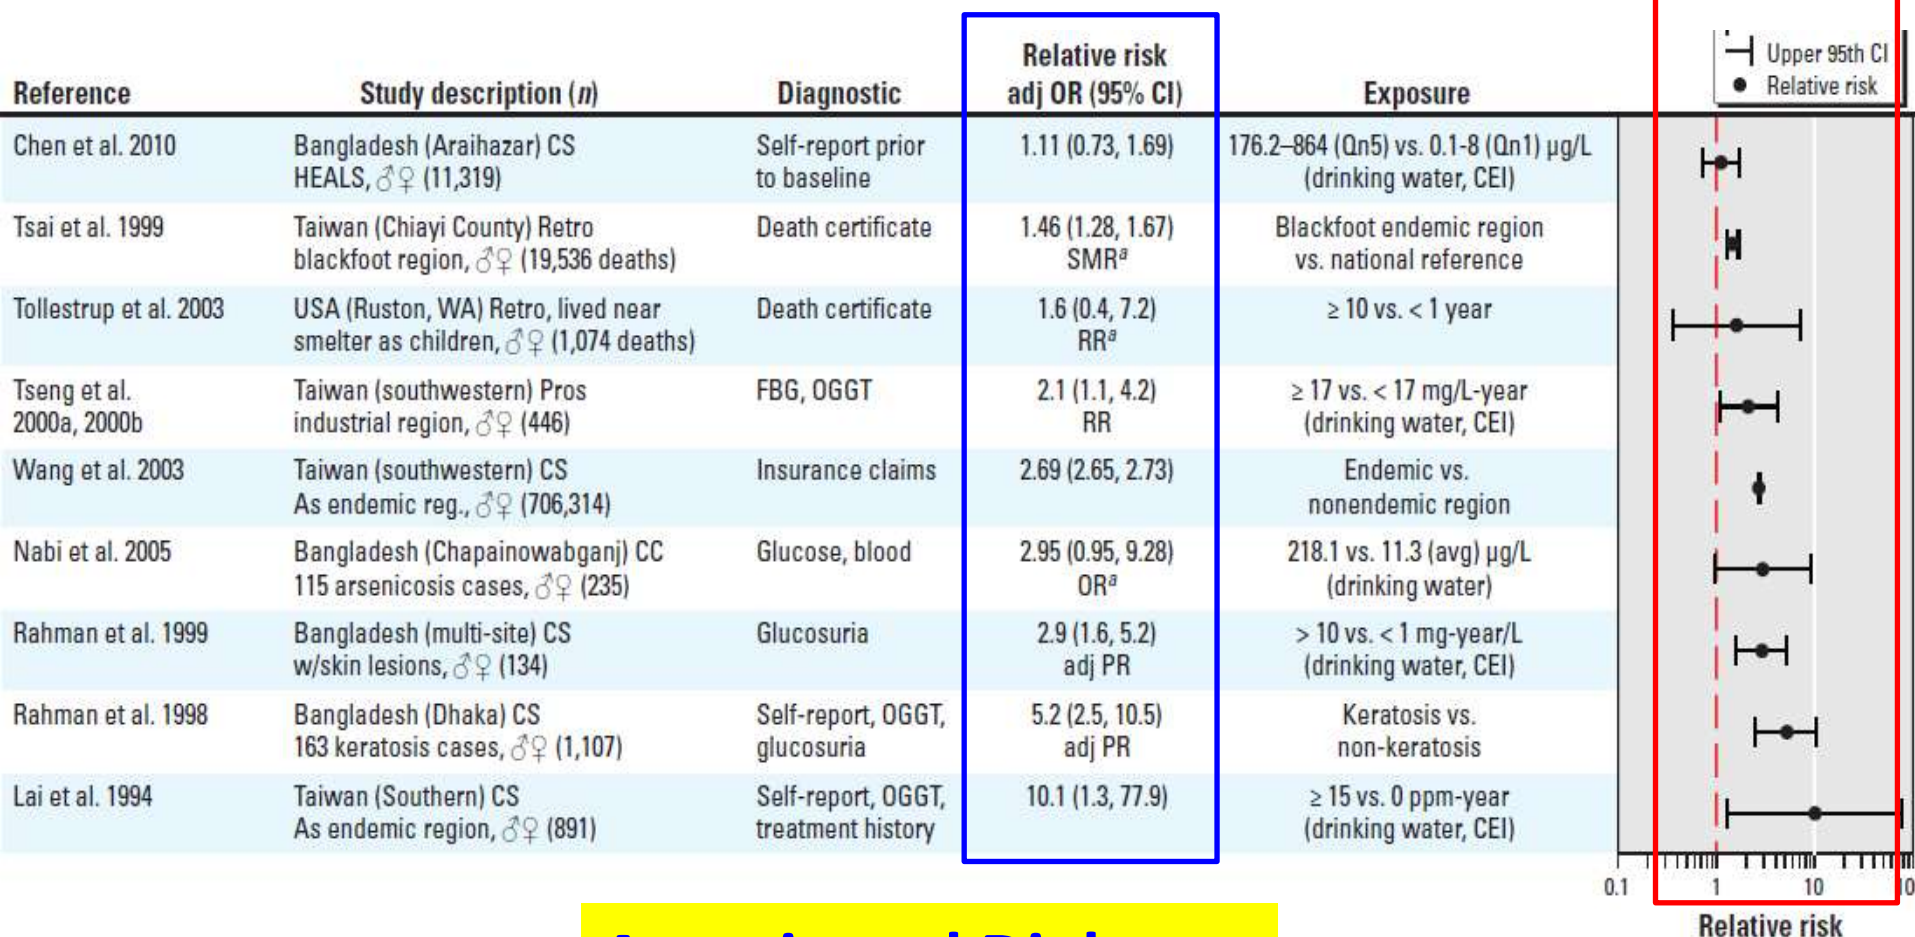 Upper 95th CI
Relative risk
Reference Study description (n) Diagnostic Relative risk adj OR (95% CI) Exposure
Chen et al. 2010 Bangladesh (Araihazar) CS Self-report prior 1.11 (0.73, 1.69) 176.2–864 (Qn5) vs. 0.1-8 (Qn1) µg/L
HEALS, ♂♀ (11,319) to baseline (drinking water, CEI)
Tsai et al. 1999 Taiwan (Chiayi County) Retro Death certificate 1.46 (1.28, 1.67) Blackfoot endemic region
blackfoot region, ♂♀ (19,536 deaths) SMRᵃ vs. national reference
Tollestrup et al. 2003 USA (Ruston, WA) Retro, lived near Death certificate 1.6 (0.4, 7.2) ≥ 10 vs. < 1 year
smelter as children, ♂♀ (1,074 deaths) RRᵃ
Tseng et al. Taiwan (southwestern) Pros FBG, OGGT 2.1 (1.1, 4.2) ≥ 17 vs. < 17 mg/L-year
2000a, 2000b industrial region, ♂♀ (446) RR (drinking water, CEI)
Wang et al. 2003 Taiwan (southwestern) CS Insurance claims 2.69 (2.65, 2.73) Endemic vs.
As endemic reg., ♂♀ (706,314) nonendemic region
Nabi et al. 2005 Bangladesh (Chapainowabganj) CC Glucose, blood 2.95 (0.95, 9.28) 218.1 vs. 11.3 (avg) µg/L
115 arsenicosis cases, ♂♀ (235) ORᵃ (drinking water)
Rahman et al. 1999 Bangladesh (multi-site) CS Glucosuria 2.9 (1.6, 5.2) > 10 vs. < 1 mg-year/L
w/skin lesions, ♂♀ (134) adj PR (drinking water, CEI)
Rahman et al. 1998 Bangladesh (Dhaka) CS Self-report, OGGT, 5.2 (2.5, 10.5) Keratosis vs.
163 keratosis cases, ♂♀ (1,107) glucosuria adj PR non-keratosis
Lai et al. 1994 Taiwan (Southern) CS Self-report, OGGT, 10.1 (1.3, 77.9) ≥ 15 vs. 0 ppm-year
As endemic region, ♂♀ (891) treatment history (drinking water, CEI)
0.1 1 10
Relative risk